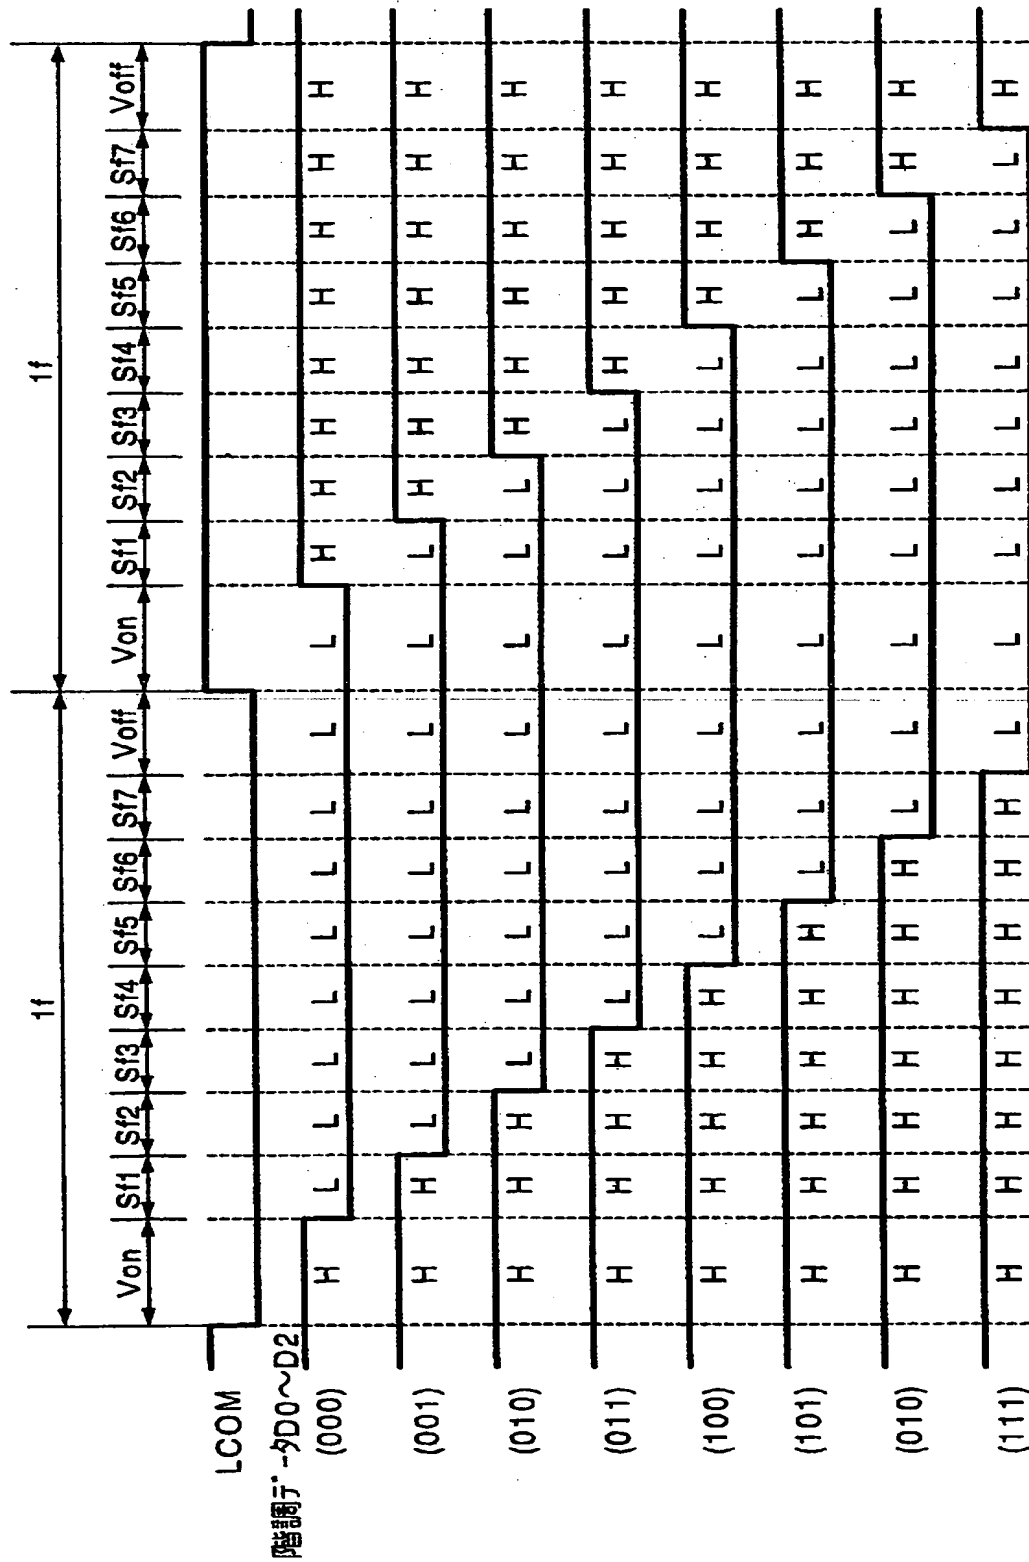 1f 1f
Von Sf1 Sf2 Sf3 Sf4 Sf5 Sf6 Sf7 Voff Von Sf1 Sf2 Sf3 Sf4 Sf5 Sf6 Sf7 Voff
LCOM
階調データD0～D2
(000) H L L L L L L L L L H H H H H H H H
(001) H H L L L L L L L L L H H H H H H H
(010) H H H L L L L L L L L L H H H H H H
(011) H H H H L L L L L L L L L H H H H H
(100) H H H H H L L L L L L L L L H H H H
(101) H H H H H H L L L L L L L L L H H H
(010) H H H H H H H L L L L L L L L L H H
(111) H H H H H H H H L L L L L L L L L H